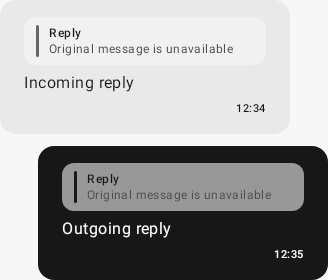 Reply
Original message is unavailable
Incoming reply
12:34
Reply
Original message is unavailable
Outgoing reply
12:35